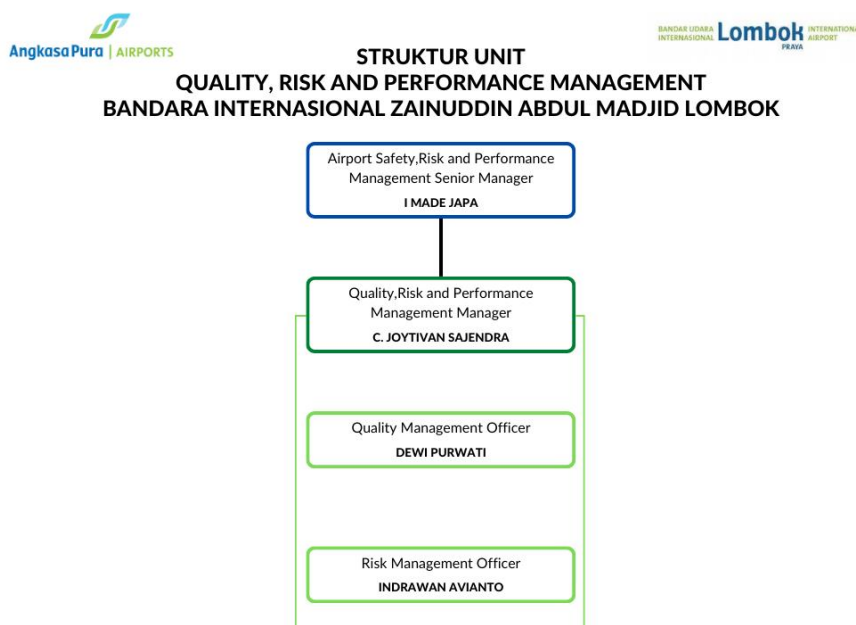 AngkasaPura | AIRPORTS
BANDAR UDARA
INTERNASIONAL
Lombok
PRAYA
INTERNATIONAL
AIRPORT
STRUKTUR UNIT
QUALITY, RISK AND PERFORMANCE MANAGEMENT
BANDARA INTERNASIONAL ZAINUDDIN ABDUL MADJID LOMBOK
Airport Safety,Risk and Performance
Management Senior Manager
I MADE JAPA
Quality,Risk and Performance
Management Manager
C. JOYTIVAN SAJENDRA
Quality Management Officer
DEWI PURWATI
Risk Management Officer
INDRAWAN AVIANTO